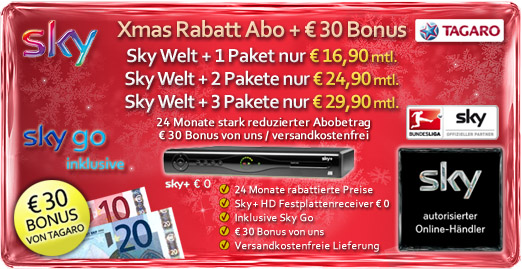 sky
Xmas Rabatt Abo + € 30 Bonus
TAGARO
Sky Welt + 1 Paket nur € 16,90 mtl.
Sky Welt + 2 Pakete nur € 24,90 mtl.
Sky Welt + 3 Pakete nur € 29,90 mtl.
24 Monate stark reduzierter Abobetrag
€ 30 Bonus von uns / versandkostenfrei
BUNDESLIGA
sky
OFFIZIELLER PARTNER
sky go
inklusive
sky+
sky+ € 0
24 Monate rabattierte Preise
Sky+ HD Festplattenreceiver € 0
Inklusive Sky Go
€ 30 Bonus von uns
Versandkostenfreie Lieferung
€ 30
BONUS
VON TAGARO
10
20
sky
autorisierter
Online-Händler